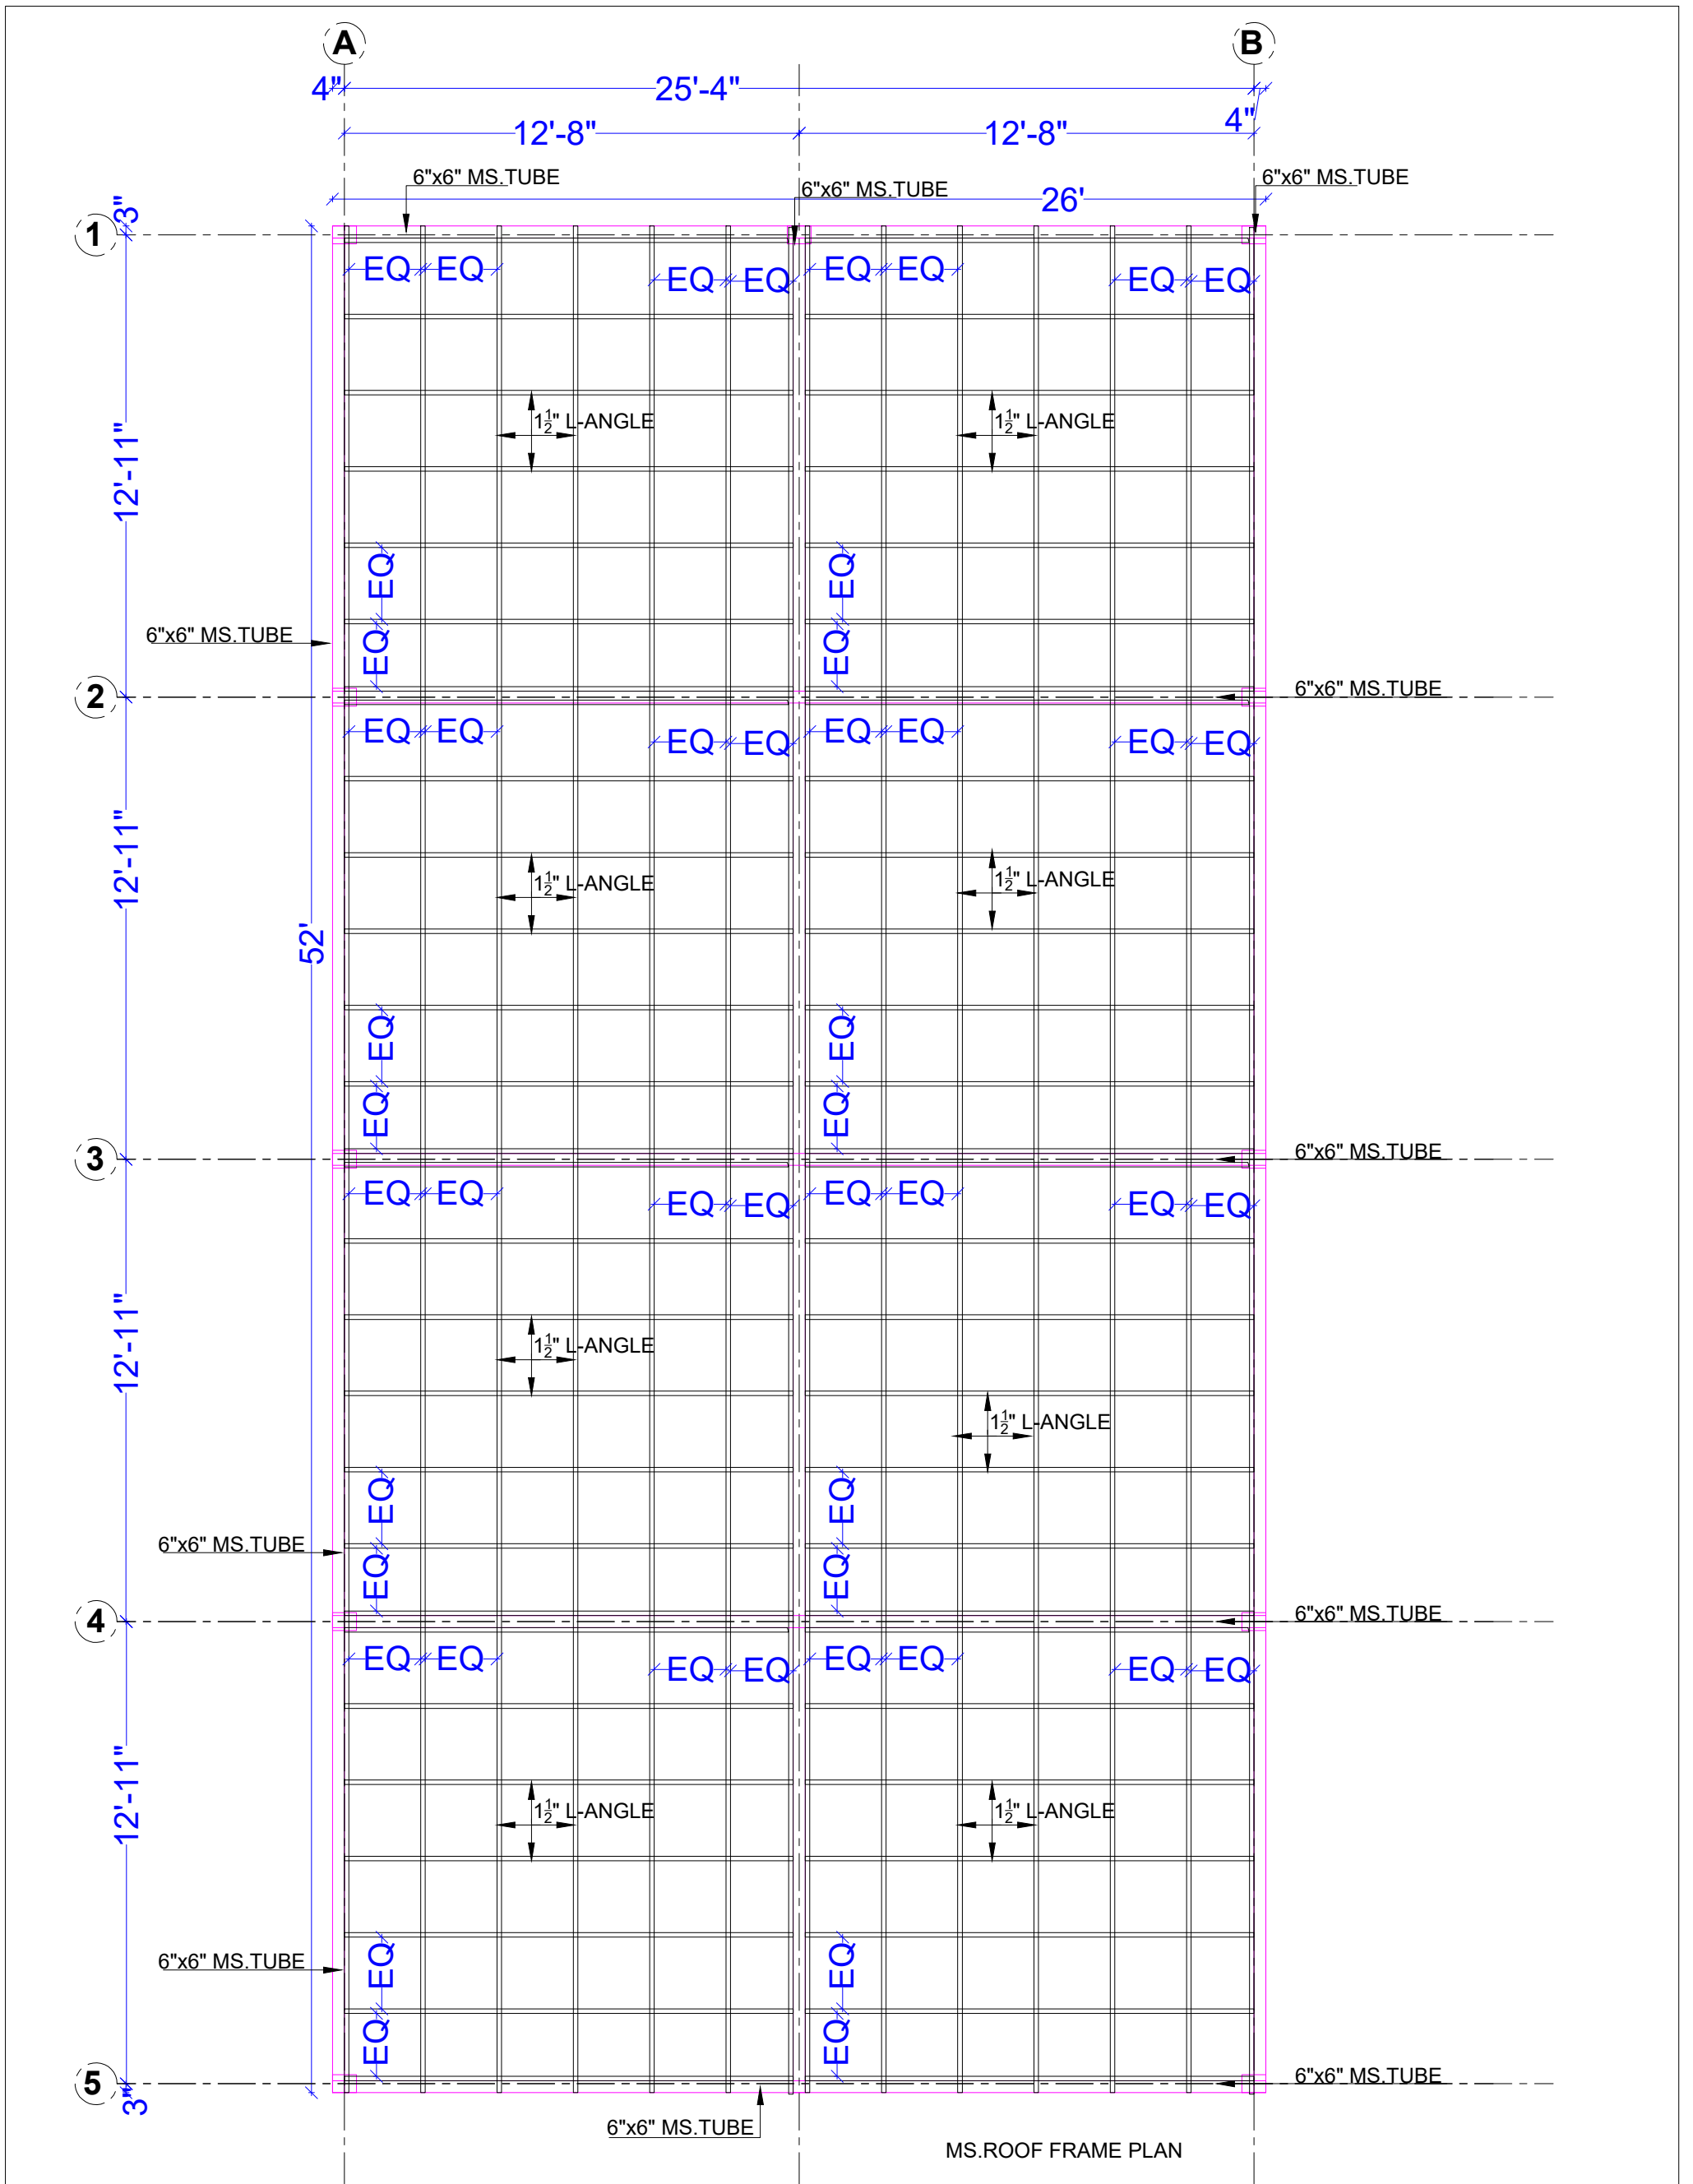 A
B
4"
25'-4"
4"
12'-8"
12'-8"
6"x6" MS.TUBE
6"x6" MS.TUBE
6"x6" MS.TUBE
26'
3"
1
EQ
EQ
EQ
EQ
EQ
EQ
EQ
EQ
1½" L-ANGLE
1½" L-ANGLE
12'-11"
EQ
EQ
EQ
EQ
6"x6" MS.TUBE
2
6"x6" MS.TUBE
EQ
EQ
EQ
EQ
EQ
EQ
EQ
EQ
12'-11"
1½" L-ANGLE
1½" L-ANGLE
52'
EQ
EQ
EQ
EQ
3
6"x6" MS.TUBE
EQ
EQ
EQ
EQ
EQ
EQ
EQ
EQ
12'-11"
1½" L-ANGLE
1½" L-ANGLE
EQ
EQ
EQ
EQ
6"x6" MS.TUBE
4
6"x6" MS.TUBE
EQ
EQ
EQ
EQ
EQ
EQ
EQ
EQ
12'-11"
1½" L-ANGLE
1½" L-ANGLE
EQ
EQ
6"x6" MS.TUBE
EQ
EQ
5
6"x6" MS.TUBE
3"
6"x6" MS.TUBE
MS.ROOF FRAME PLAN